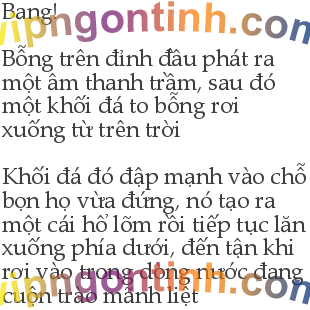 Bang!
vipngontinh.com
Bỗng trên đỉnh đầu phát ra
một âm thanh trầm, sau đó
một khối đá to bỗng rơi
xuống từ trên trời
Khối đá đó đập mạnh vào chỗ
bọn họ vừa đứng, nó tạo ra
một cái hổ lõm rồi tiếp tục lăn
xuống phía dưới, đến tận khi
rơi vào trong dòng nước đang
cuộn trào mãnh liệt
vipngontinh.com